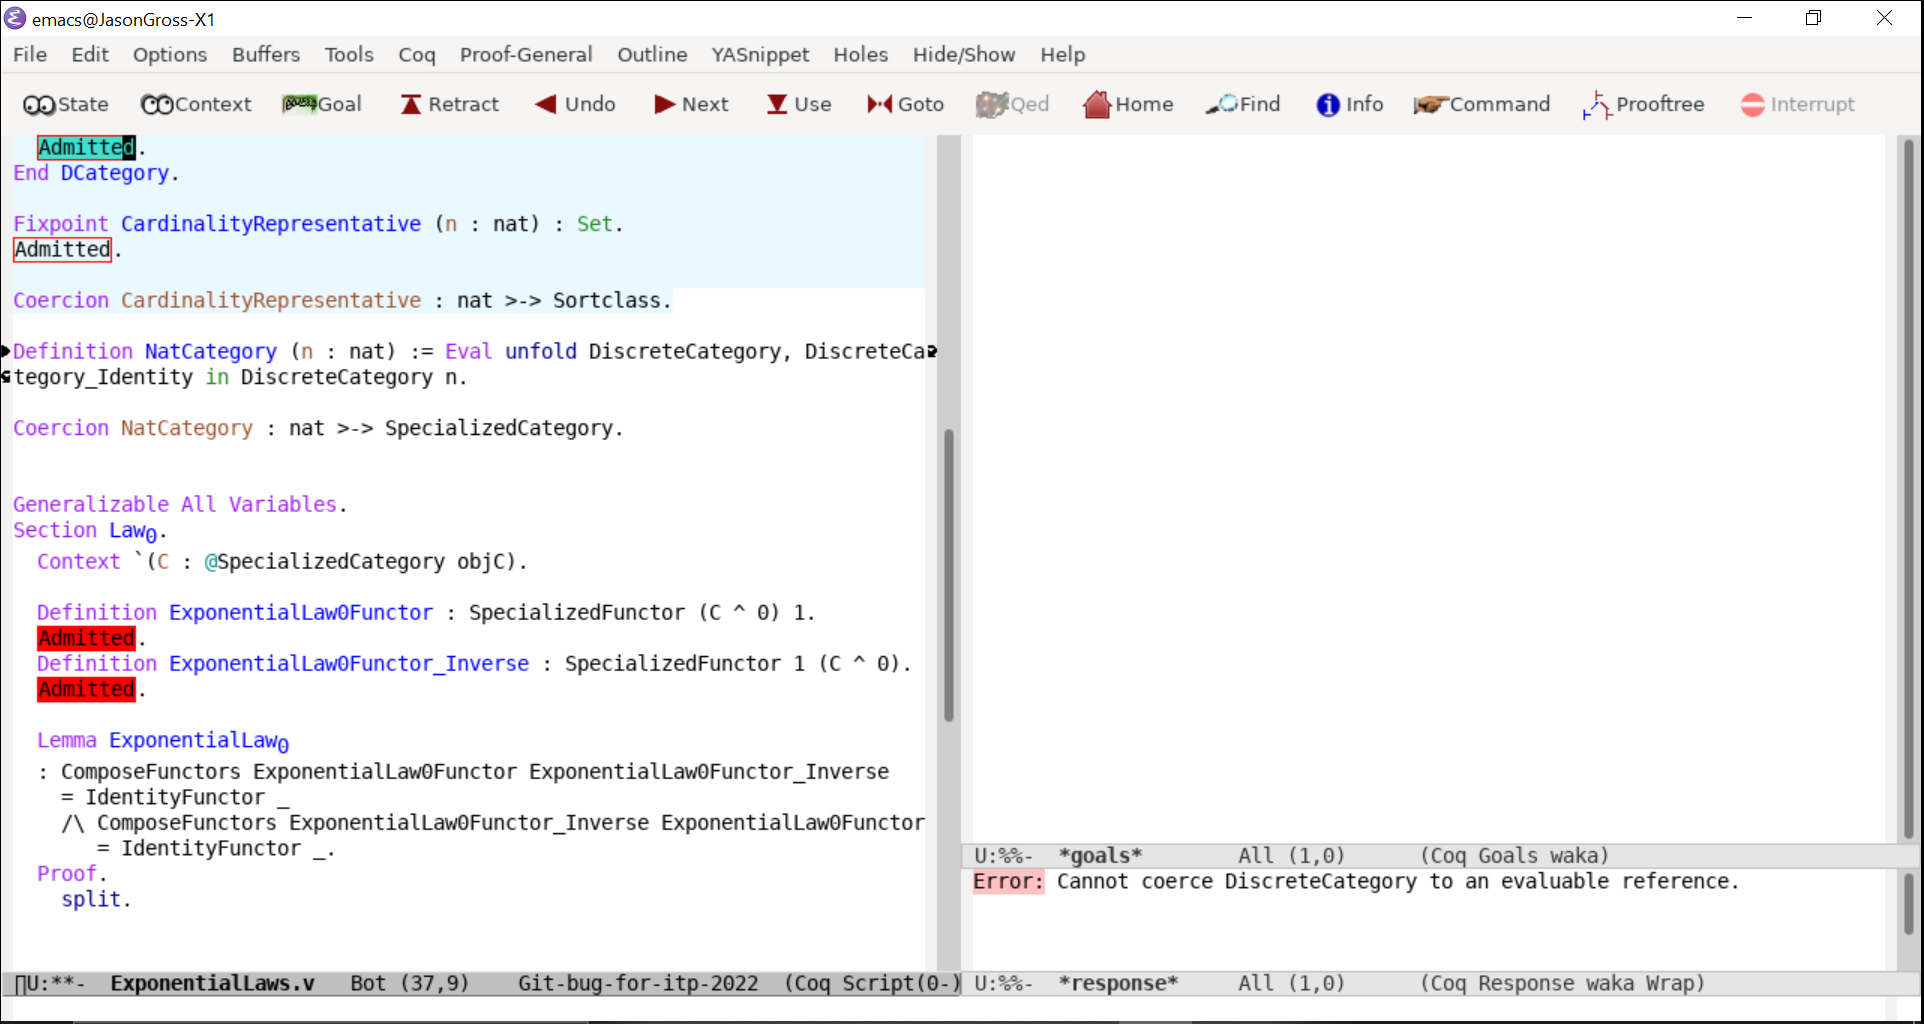 emacs@JasonGross-X1
File Edit Options Buffers Tools Coq Proof-General Outline YASnippet Holes Hide/Show Help
State Context Goal Retract Undo Next Use Goto Qed Home Find Info Command Prooftree Interrupt
Admitted.
End DCategory.
Fixpoint CardinalityRepresentative (n : nat) : Set.
Admitted.
Coercion CardinalityRepresentative : nat >-> Sortclass.
Definition NatCategory (n : nat) := Eval unfold DiscreteCategory, DiscreteCa
tegory_Identity in DiscreteCategory n.
Coercion NatCategory : nat >-> SpecializedCategory.
Generalizable All Variables.
Section Law0.
Context `(C : @SpecializedCategory objC).
Definition ExponentialLaw0Functor : SpecializedFunctor (C ^ 0) 1.
Admitted.
Definition ExponentialLaw0Functor_Inverse : SpecializedFunctor 1 (C ^ 0).
Admitted.
Lemma ExponentialLaw0
: ComposeFunctors ExponentialLaw0Functor ExponentialLaw0Functor_Inverse
= IdentityFunctor _
/\ ComposeFunctors ExponentialLaw0Functor_Inverse ExponentialLaw0Functor
= IdentityFunctor _.
Proof.
split.
U:**- ExponentialLaws.v Bot (37,9) Git-bug-for-itp-2022 (Coq Script(0-)
U:%%- *goals* All (1,0) (Coq Goals waka)
Error: Cannot coerce DiscreteCategory to an evaluable reference.
U:%%- *response* All (1,0) (Coq Response waka Wrap)